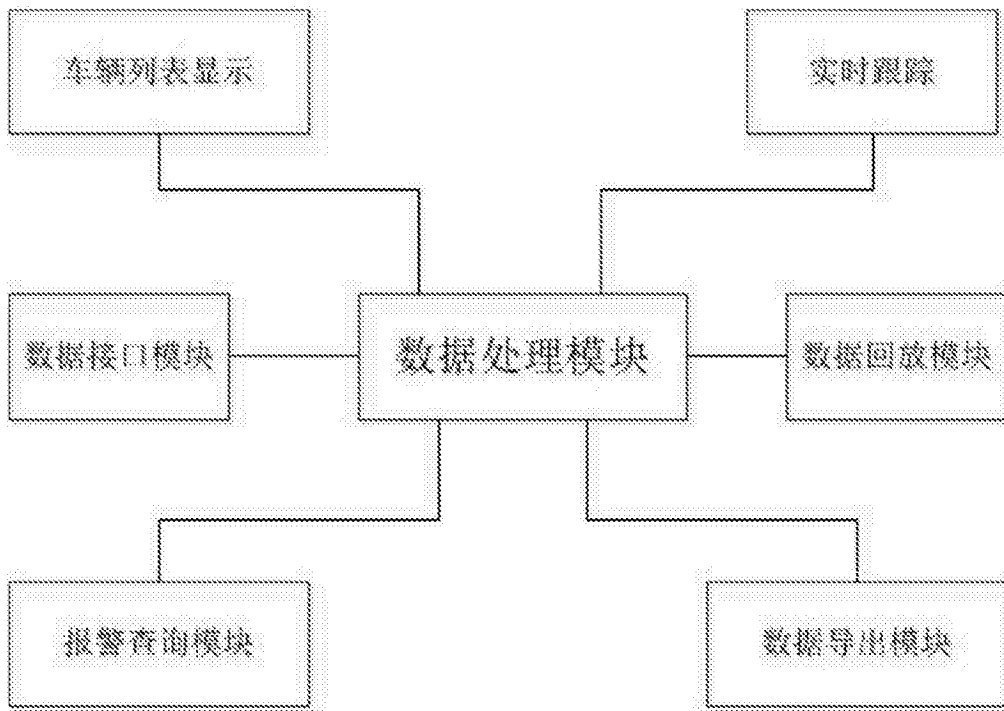 车辆列表显示
实时跟踪
数据接口模块
数据处理模块
数据回放模块
报警查询模块
数据导出模块